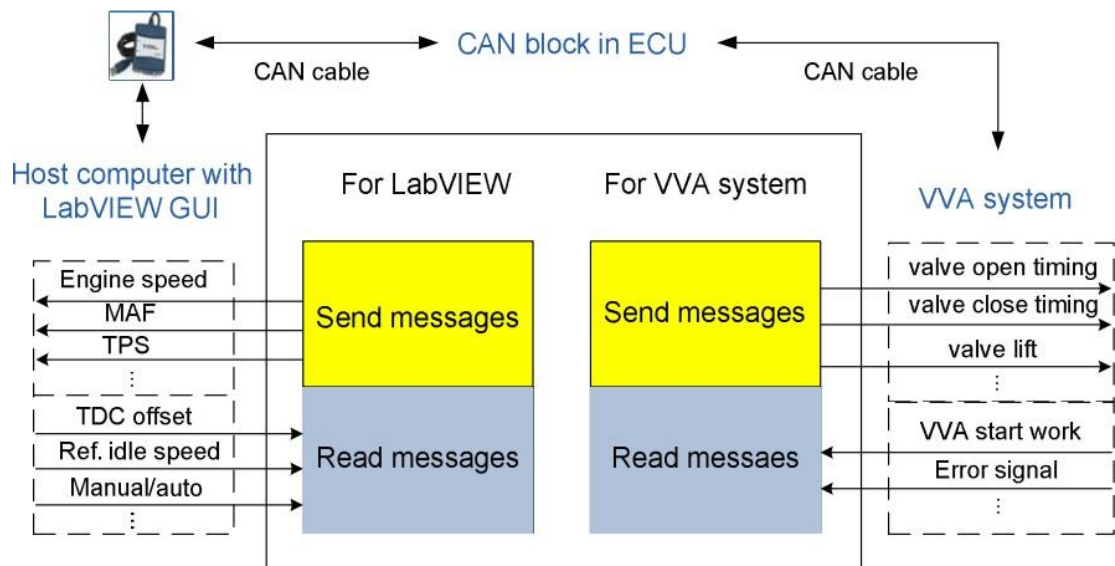 CAN block in ECU
CAN cable
CAN cable
Host computer with
LabVIEW GUI
For LabVIEW
For VVA system
VVA system
Engine speed
MAF
TPS
⋮
TDC offset
Ref. idle speed
Manual/auto
⋮
Send messages
Read messages
Send messages
Read messaes
valve open timing
valve close timing
valve lift
⋮
VVA start work
Error signal
⋮